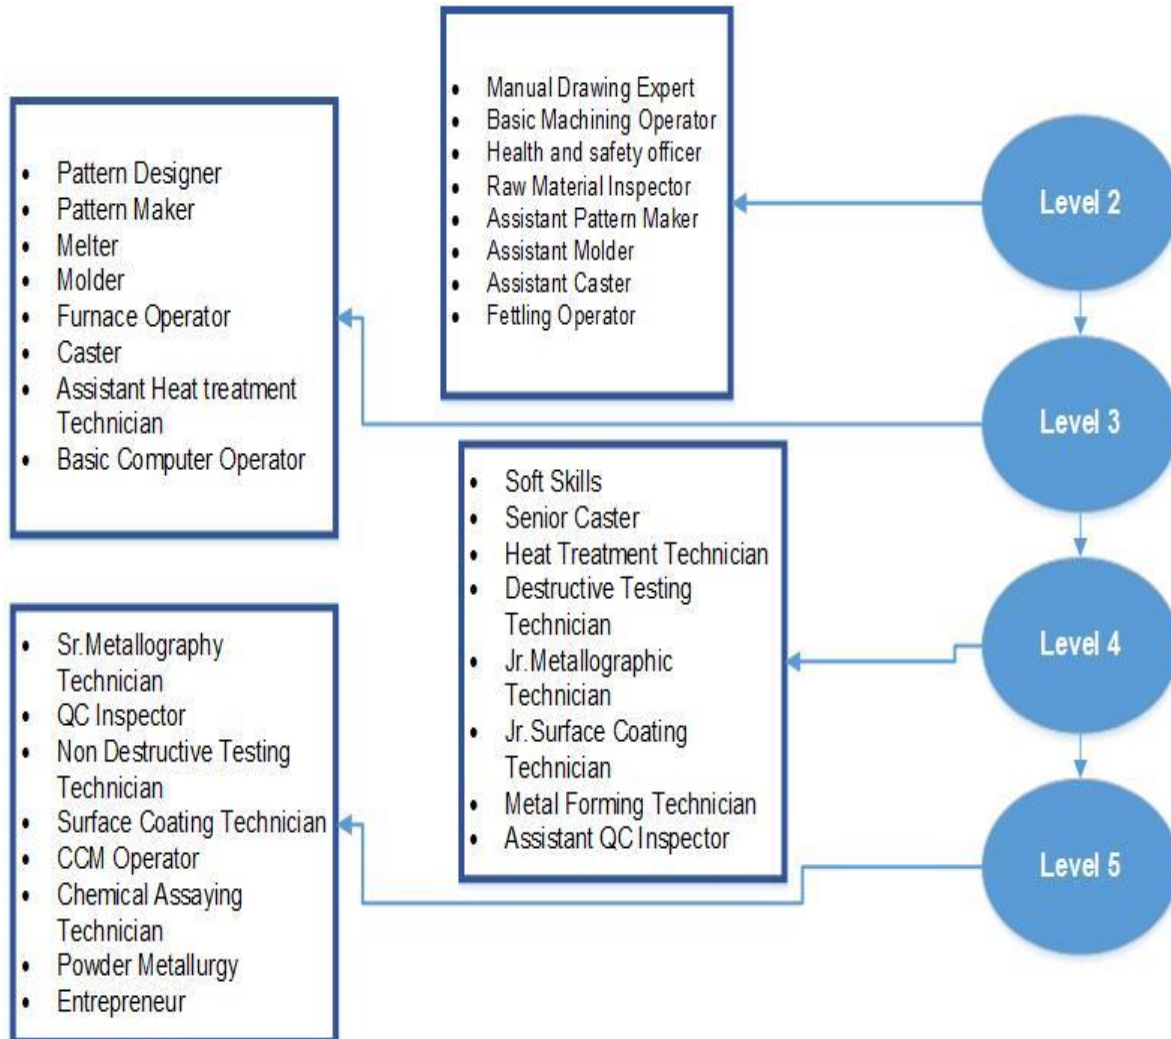 • Manual Drawing Expert
• Basic Machining Operator
• Health and safety officer
• Raw Material Inspector
• Assistant Pattern Maker
• Assistant Molder
• Assistant Caster
• Fettling Operator
Level 2
• Pattern Designer
• Pattern Maker
• Melter
• Molder
• Furnace Operator
• Caster
• Assistant Heat treatment
Technician
• Basic Computer Operator
Level 3
• Soft Skills
• Senior Caster
• Heat Treatment Technician
• Destructive Testing
Technician
• Jr.Metallographic
Technician
• Jr.Surface Coating
Technician
• Metal Forming Technician
• Assistant QC Inspector
Level 4
• Sr.Metallography
Technician
• QC Inspector
• Non Destructive Testing
Technician
• Surface Coating Technician
• CCM Operator
• Chemical Assaying
Technician
• Powder Metallurgy
• Entrepreneur
Level 5